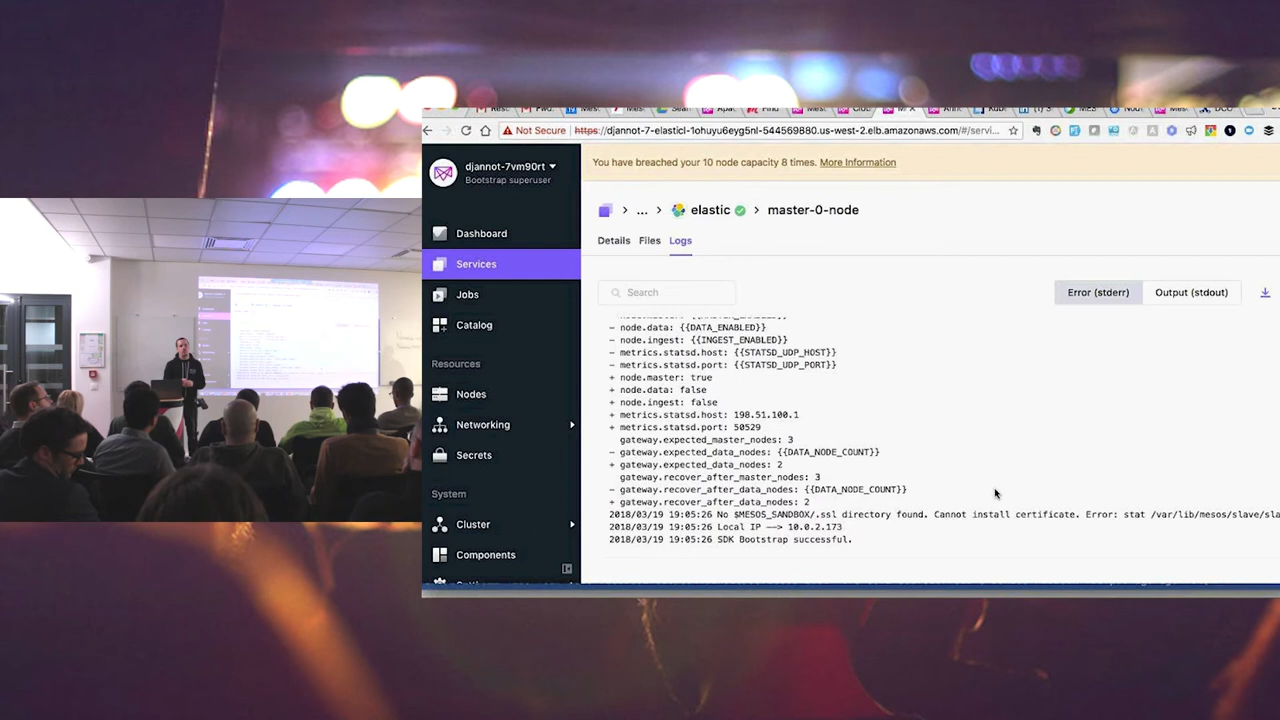 Not Secure https://djannot-7-elasticl-1ohuyu6eyg5nl-544569880.us-west-2.elb.amazonaws.com/#/servi...
djannot-7vm90rt
Bootstrap superuser
You have breached your 10 node capacity 8 times. More Information
... > elastic > master-0-node
Details Files Logs
Search
Error (stderr) Output (stdout)
Dashboard
Services
Jobs
Catalog
Resources
Nodes
Networking
Secrets
System
Cluster
Components
- node.data: {{DATA_ENABLED}}
- node.ingest: {{INGEST_ENABLED}}
- metrics.statsd.host: {{STATSD_UDP_HOST}}
- metrics.statsd.port: {{STATSD_UDP_PORT}}
+ node.master: true
+ node.data: false
+ node.ingest: false
+ metrics.statsd.host: 198.51.100.1
+ metrics.statsd.port: 50529
gateway.expected_master_nodes: 3
- gateway.expected_data_nodes: {{DATA_NODE_COUNT}}
+ gateway.expected_data_nodes: 2
gateway.recover_after_master_nodes: 3
- gateway.recover_after_data_nodes: {{DATA_NODE_COUNT}}
+ gateway.recover_after_data_nodes: 2
2018/03/19 19:05:26 No $MESOS_SANDBOX/.ssl directory found. Cannot install certificate. Error: stat /var/lib/mesos/slave/sla
2018/03/19 19:05:26 Local IP --> 10.0.2.173
2018/03/19 19:05:26 SDK Bootstrap successful.